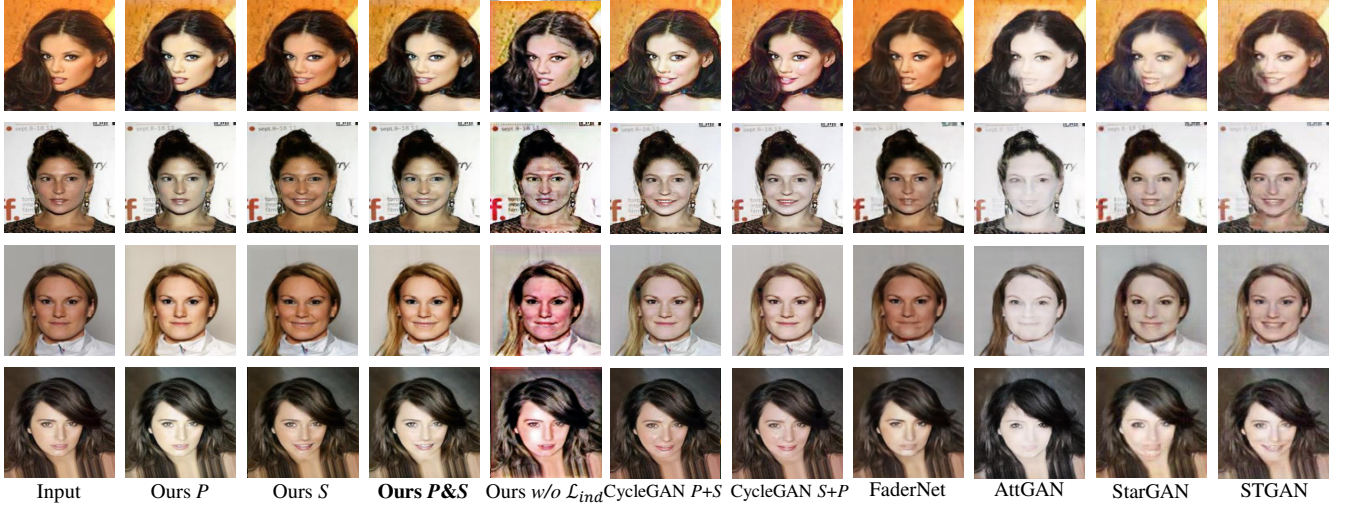 Input Ours P Ours S Ours P&S Ours w/o ℒind CycleGAN P+S CycleGAN S+P FaderNet AttGAN StarGAN STGAN